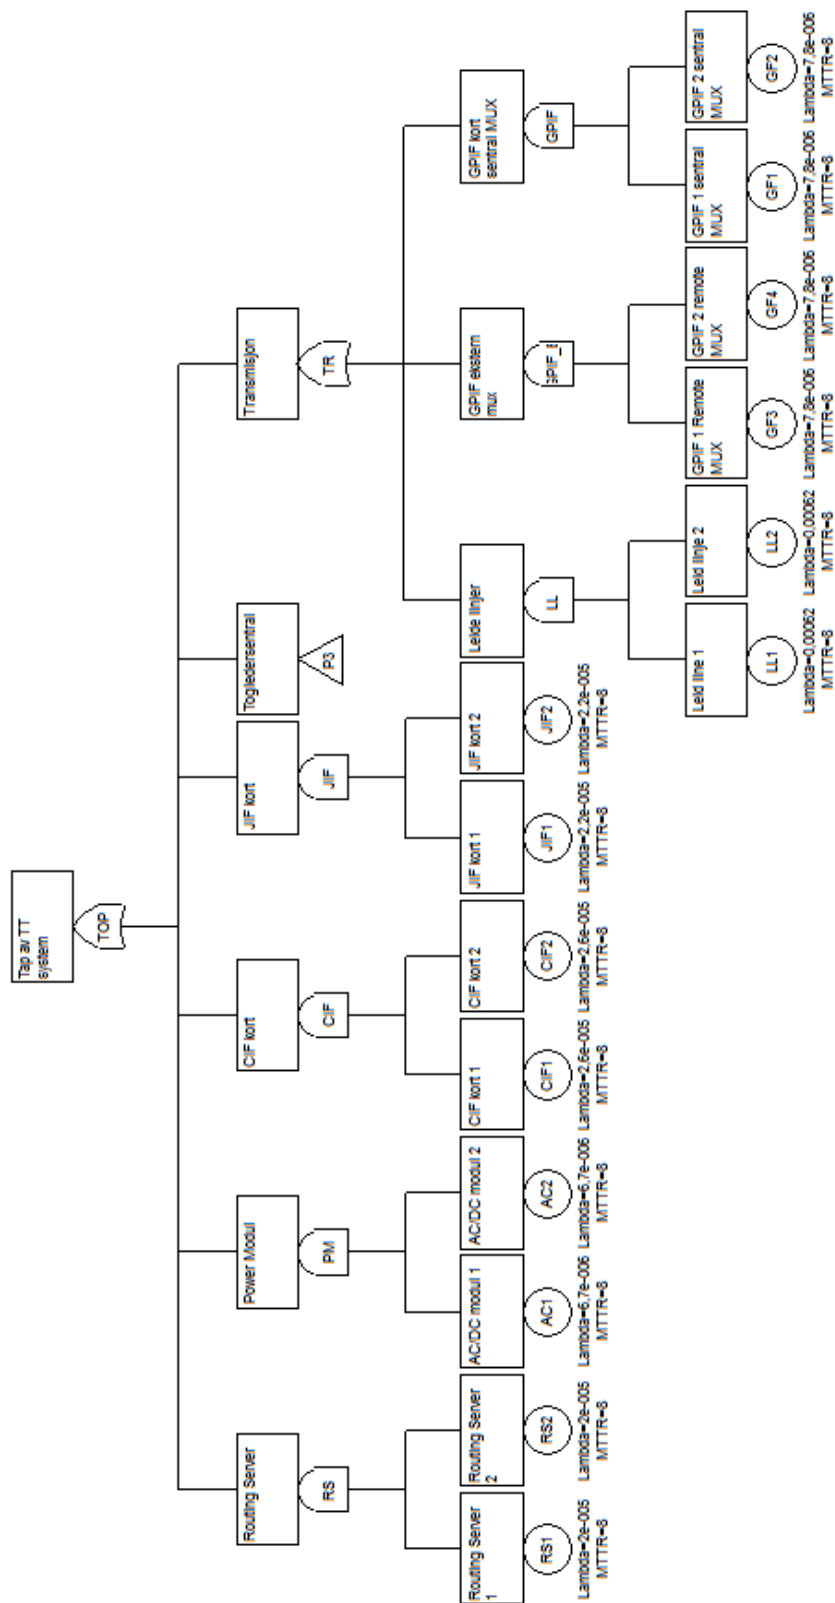 Tap av TT
system
TOP
Routing Server
RS
Power Modul
PM
CIF kort
CIF
JIF kort
JIF
Togledersentral
P3
Transmisjon
TR
Routing Server
1
RS1
Lambda=2e-005
MTTR=8
Routing Server
2
RS2
Lambda=2e-005
MTTR=8
AC/DC modul 1
AC1
Lambda=6,7e-006
MTTR=8
AC/DC modul 2
AC2
Lambda=6,7e-006
MTTR=8
CIF kort 1
CIF1
Lambda=2,6e-005
MTTR=8
CIF kort 2
CIF2
Lambda=2,6e-005
MTTR=8
JIF kort 1
JIF1
Lambda=2,2e-005
MTTR=8
JIF kort 2
JIF2
Lambda=2,2e-005
MTTR=8
Leide linjer
LL
GPIF ekstern
mux
GPIF kort
sentral MUX
GPIF
Leid line 1
LL1
Lambda=0,00062
MTTR=8
Leid linje 2
LL2
Lambda=0,00062
MTTR=8
GPIF 1 Remote
MUX
GF3
Lambda=7,8e-006
MTTR=8
GPIF 2 remote
MUX
GF4
Lambda=7,8e-006
MTTR=8
GPIF 1 sentral
MUX
GF1
Lambda=7,8e-006
MTTR=8
GPIF 2 sentral
MUX
GF2
Lambda=7,8e-006
MTTR=8